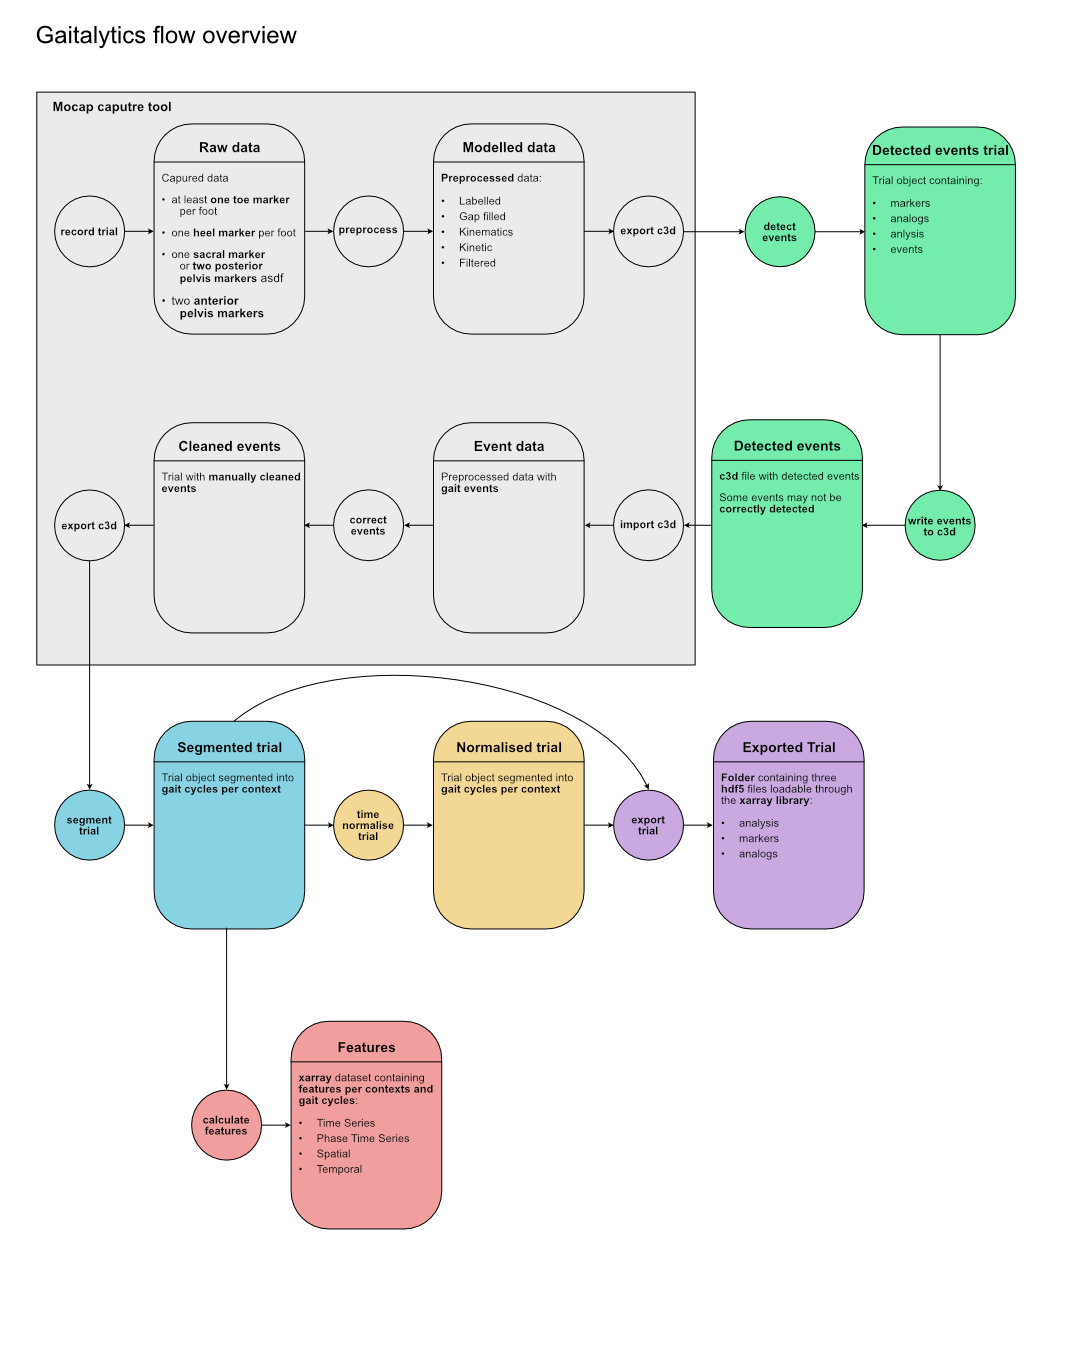 Gaitalytics flow overview
Mocap caputre tool
record trial
Raw data
Capured data
• at least one toe marker
per foot
• one heel marker per foot
• one sacral marker
or two posterior
pelvis markers asdf
• two anterior
pelvis markers
preprocess
Modelled data
Preprocessed data:
• Labelled
• Gap filled
• Kinematics
• Kinetic
• Filtered
export c3d
detect
events
Detected events trial
Trial object containing:
• markers
• analogs
• anlysis
• events
export c3d
Cleaned events
Trial with manually cleaned
events
correct
events
Event data
Preprocessed data with
gait events
import c3d
Detected events
c3d file with detected events
Some events may not be
correctly detected
write events
to c3d
segment
trial
Segmented trial
Trial object segmented into
gait cycles per context
time
normalise
trial
Normalised trial
Trial object segmented into
gait cycles per context
export
trial
Exported Trial
Folder containing three
hdf5 files loadable through
the xarray library:
• analysis
• markers
• analogs
calculate
features
Features
xarray dataset containing
features per contexts and
gait cycles:
• Time Series
• Phase Time Series
• Spatial
• Temporal